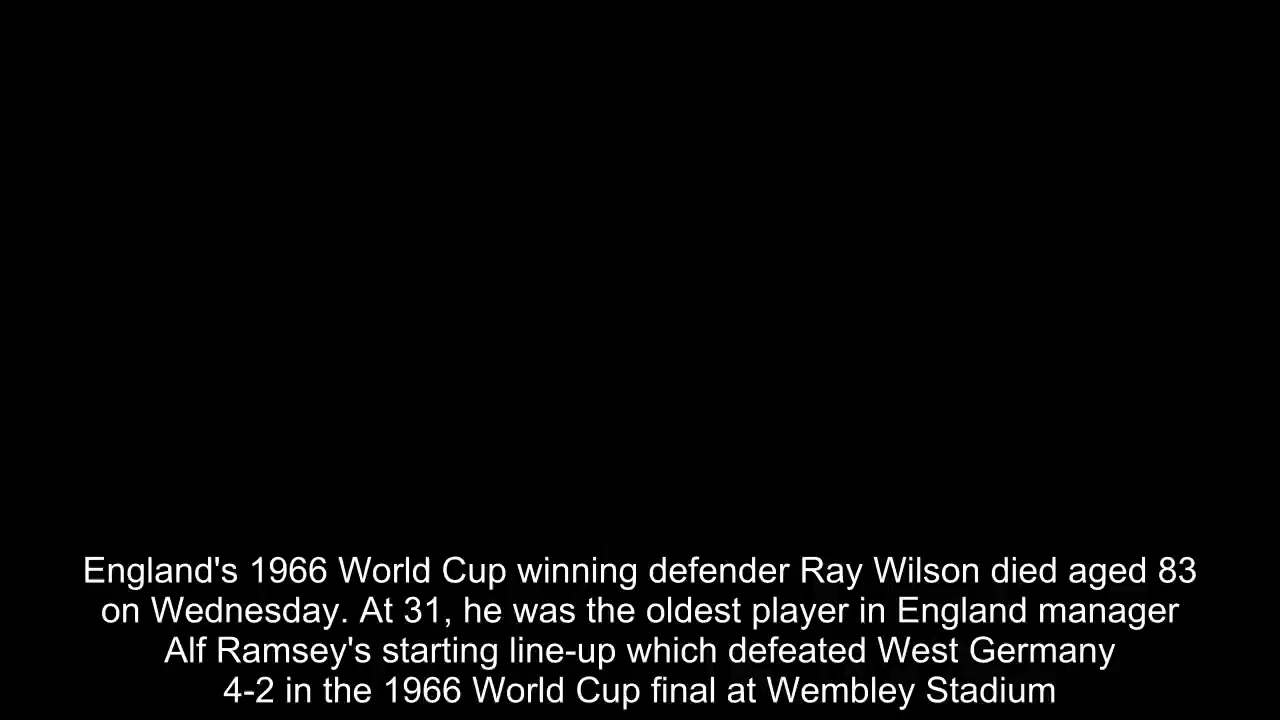 England's 1966 World Cup winning defender Ray Wilson died aged 83
on Wednesday. At 31, he was the oldest player in England manager
Alf Ramsey's starting line-up which defeated West Germany
4-2 in the 1966 World Cup final at Wembley Stadium